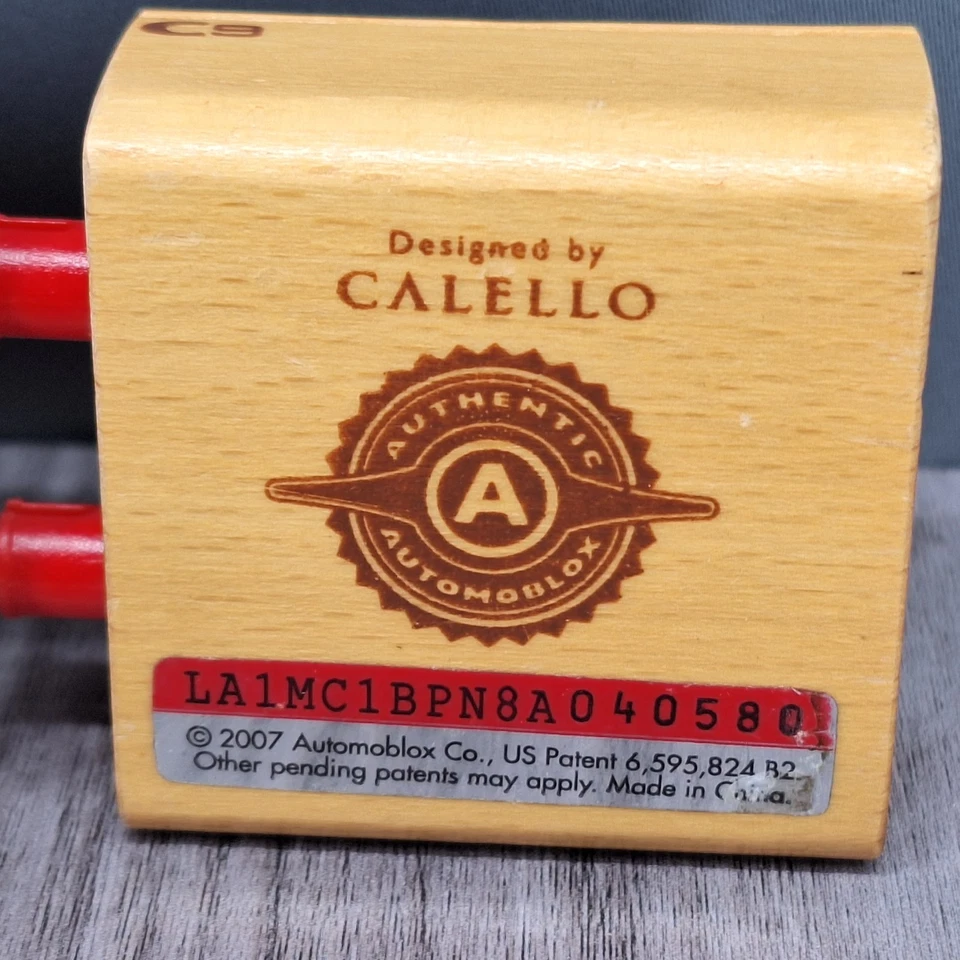 C9
Designed by
CALELLO
AUTHENTIC
A
AUTOMOBLOX
LA1MC1BPN8A040580
© 2007 Automoblox Co., US Patent 6,595,824 B2.
Other pending patents may apply. Made in China.